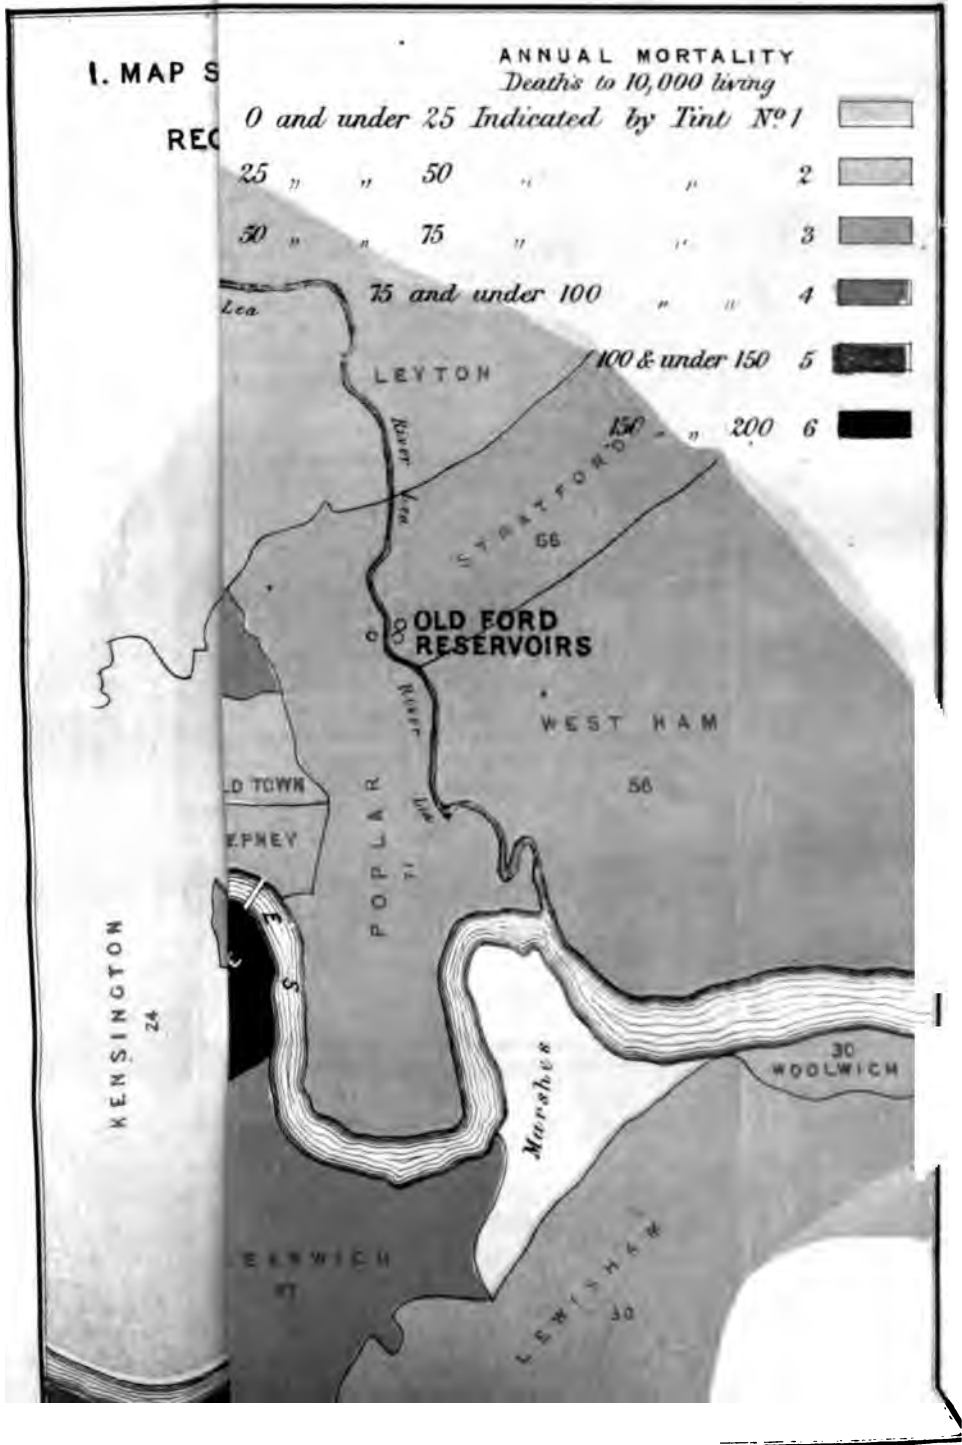 1. MAP S
REG
ANNUAL MORTALITY
Deaths to 10,000 living
0 and under 25 Indicated by Tint No 1
25 " " 50 " " 2
50 " " 75 " " 3
75 and under 100 " " 4
100 & under 150 5
150 " " 200 6
Lea
LEYTON
River Lea
STRATFORD
66
OLD FORD
RESERVOIRS
River Lea
WEST HAM
56
LD TOWN
EPNEY
POPLAR
71
E
S
KENSINGTON
24
Marshes
30
WOOLWICH
EENWICH
LEWISHAM
30